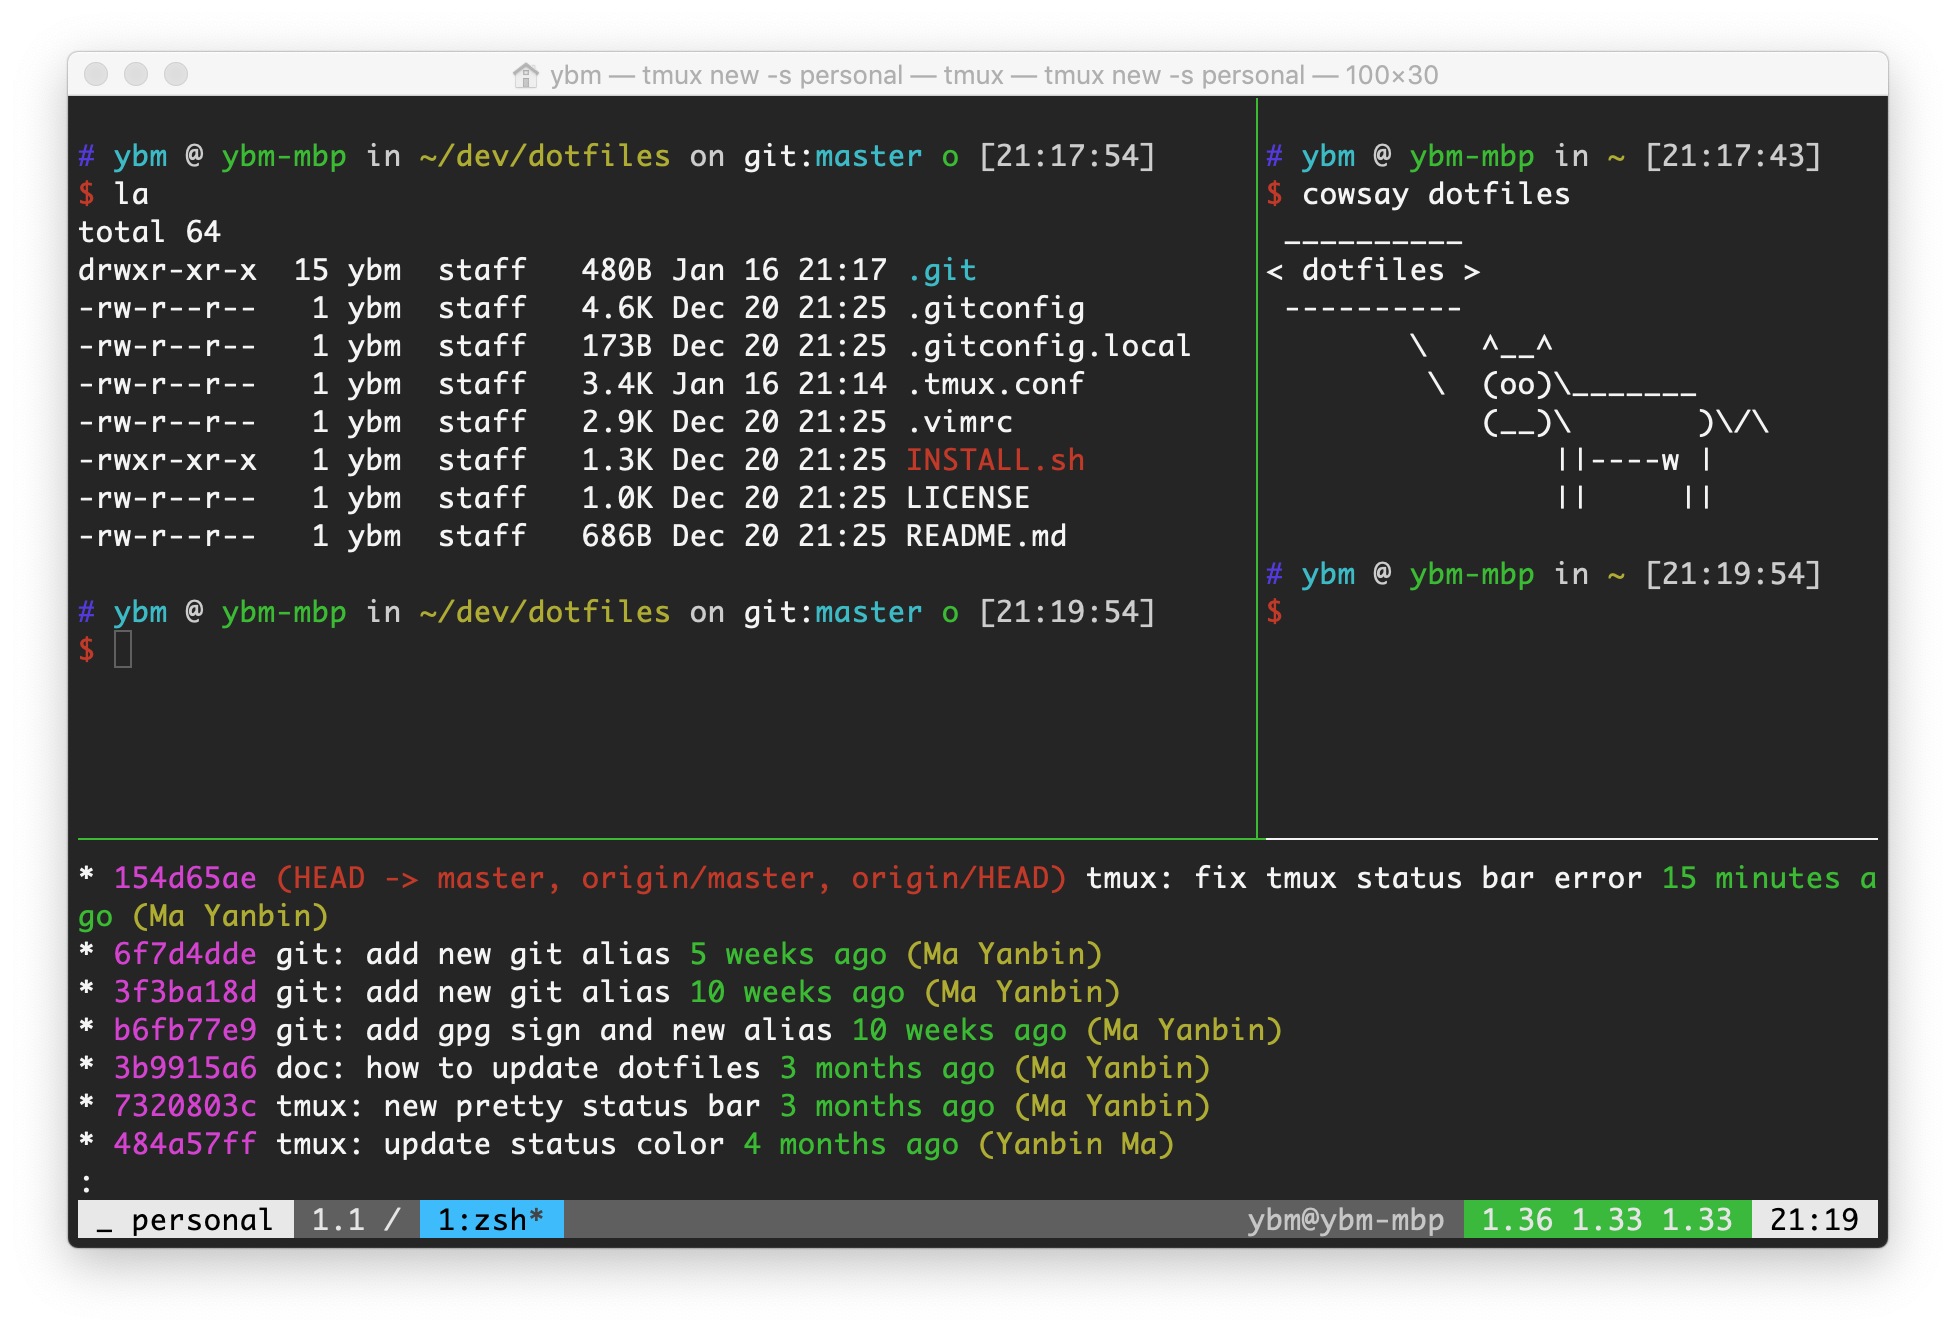 ybm — tmux new -s personal — tmux — tmux new -s personal — 100×30
# ybm @ ybm-mbp in ~/dev/dotfiles on git:master o [21:17:54]
$ la
total 64
drwxr-xr-x  15 ybm  staff   480B Jan 16 21:17 .git
-rw-r--r--   1 ybm  staff   4.6K Dec 20 21:25 .gitconfig
-rw-r--r--   1 ybm  staff   173B Dec 20 21:25 .gitconfig.local
-rw-r--r--   1 ybm  staff   3.4K Jan 16 21:14 .tmux.conf
-rw-r--r--   1 ybm  staff   2.9K Dec 20 21:25 .vimrc
-rwxr-xr-x   1 ybm  staff   1.3K Dec 20 21:25 INSTALL.sh
-rw-r--r--   1 ybm  staff   1.0K Dec 20 21:25 LICENSE
-rw-r--r--   1 ybm  staff   686B Dec 20 21:25 README.md
# ybm @ ybm-mbp in ~/dev/dotfiles on git:master o [21:19:54]
$
# ybm @ ybm-mbp in ~ [21:17:43]
$ cowsay dotfiles
 __________
< dotfiles >
 ----------
        \   ^__^
         \  (oo)\_______
            (__)\       )\/\
                ||----w |
                ||     ||
# ybm @ ybm-mbp in ~ [21:19:54]
$
* 154d65ae (HEAD -> master, origin/master, origin/HEAD) tmux: fix tmux status bar error 15 minutes a
go (Ma Yanbin)
* 6f7d4dde git: add new git alias 5 weeks ago (Ma Yanbin)
* 3f3ba18d git: add new git alias 10 weeks ago (Ma Yanbin)
* b6fb77e9 git: add gpg sign and new alias 10 weeks ago (Ma Yanbin)
* 3b9915a6 doc: how to update dotfiles 3 months ago (Ma Yanbin)
* 7320803c tmux: new pretty status bar 3 months ago (Ma Yanbin)
* 484a57ff tmux: update status color 4 months ago (Yanbin Ma)
:
_ personal 1.1 / 1:zsh* ybm@ybm-mbp 1.36 1.33 1.33 21:19